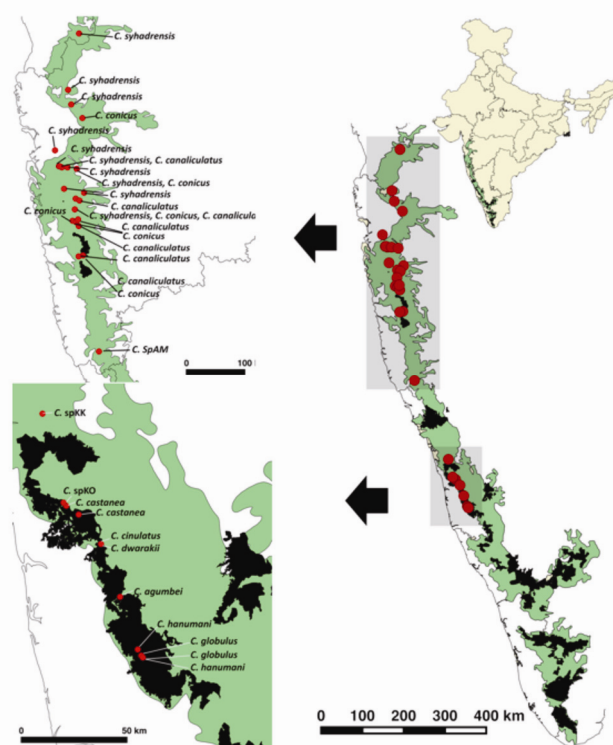 C. syhadrensis
C. syhadrensis
C. syhadrensis
C. conicus
C. syhadrensis
C. syhadrensis
C. syhadrensis, C. canaliculatus
C. syhadrensis
C. syhadrensis, C. conicus
C. syhadrensis
C. canaliculatus
C. conicus
C. syhadrensis, C. conicus, C. canalicula
C. canaliculatus
C. conicus
C. canaliculatus
C. canaliculatus
C. canaliculatus
C. conicus
C. SpAM
0 100
C. spKK
C. spKO
C. castanea
C. castanea
C. cinulatus
C. dwarakii
C. agumbei
C. hanumani
C. globulus
C. globulus
C. hanumani
0 50 km
0 100 200 300 400 km